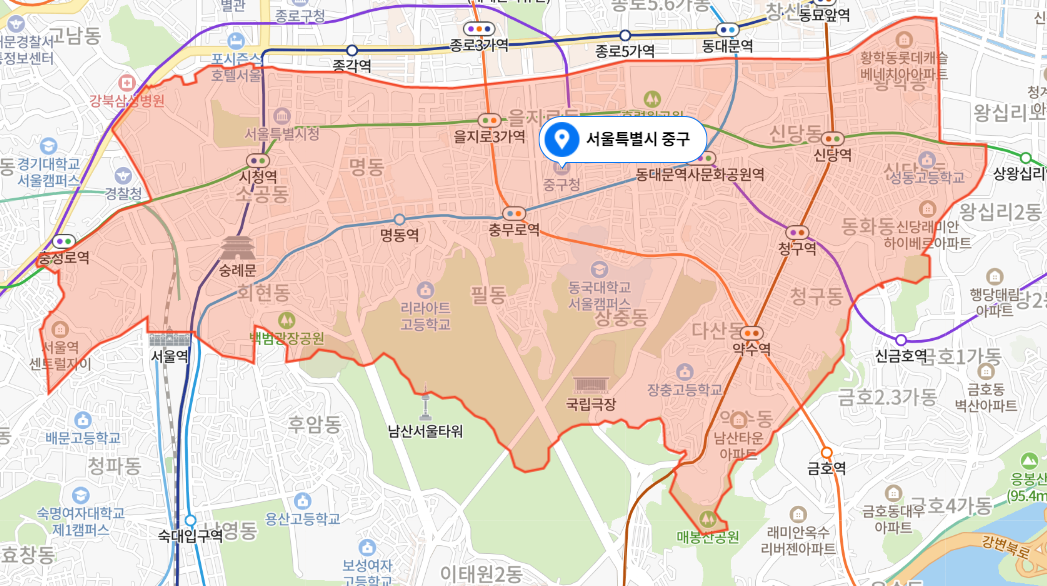 별관
종로구청
종로5.6가동
창신
동묘앞역
교남동
포시즌스
호텔서울
종각역
종로3가역
종로5가역
동대문역
황학동롯데캐슬
베네치아아파트
강북삼성병원
서울특별시청
을지로3가역
서울특별시 중구
신당동
신당역
왕십리
경기대학교
서울캠퍼스
경찰청
시청역
소공동
명동
중구청
동대문역사문화공원역
성동고등학교
상왕십리
왕십리2동
충정로역
숭례문
명동역
충무로역
청구역
동화동
신당래미안
하이베르아파트
회현동
리라아트
고등학교
필동
동국대학교
서울캠퍼스
장충동
청구동
행당대림
아파트
백범광장공원
서울역
센트럴자이
서울역
다산동
약수역
신금호역
금호1가동
장충고등학교
국립극장
금호동
벽산아파트
금호2.3가동
남산서울타워
약수동
남산타운
아파트
후암동
배문고등학교
청파동
금호역
응봉산
(95.4m
숙명여자대학교
제1캠퍼스
용산고등학교
남영동
숙대입구역
매봉산공원
래미안옥수
리버젠아파트
금호동대우
아파트
금호4가동
강변북로
효창동
보성여자
고등학교
이태원2동